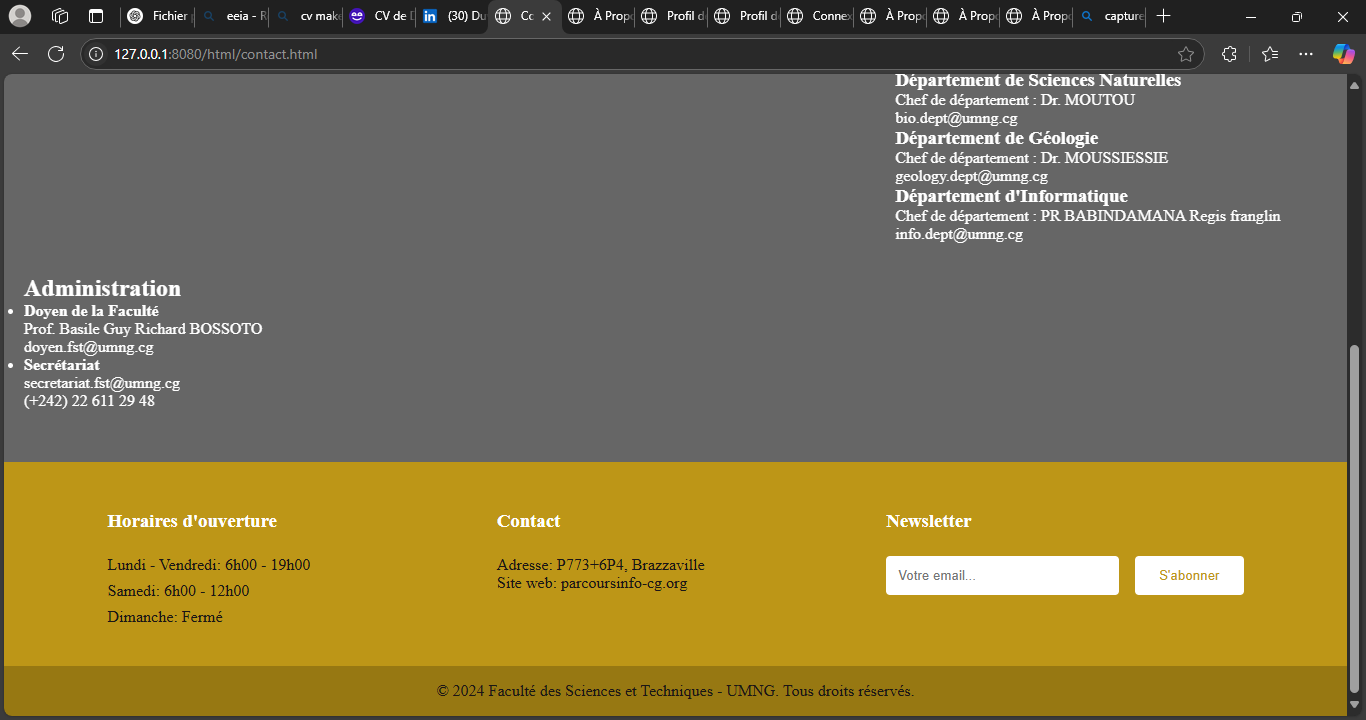 Fichier
eeia - R
cv make
CV de D
(30) Du
Cc
À Propo
Profil d
Profil d
Connex
À Propo
À Propo
À Propo
capture
127.0.0.1:8080/html/contact.html
Département de Sciences Naturelles
Chef de département : Dr. MOUTOU
bio.dept@umng.cg
Département de Géologie
Chef de département : Dr. MOUSSIESSIE
geology.dept@umng.cg
Département d'Informatique
Chef de département : PR BABINDAMANA Regis franglin
info.dept@umng.cg
Administration
Doyen de la Faculté
Prof. Basile Guy Richard BOSSOTO
doyen.fst@umng.cg
Secrétariat
secretariat.fst@umng.cg
(+242) 22 611 29 48
Horaires d'ouverture
Lundi - Vendredi: 6h00 - 19h00
Samedi: 6h00 - 12h00
Dimanche: Fermé
Contact
Adresse: P773+6P4, Brazzaville
Site web: parcoursinfo-cg.org
Newsletter
Votre email...
S'abonner
© 2024 Faculté des Sciences et Techniques - UMNG. Tous droits réservés.